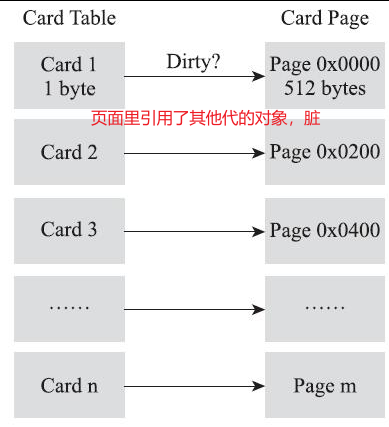 Card Table
Card Page
Card 1
1 byte
Dirty?
Page 0x0000
512 bytes
页面里引用了其他代的对象，脏
Card 2
Page 0x0200
Card 3
Page 0x0400
……
……
Card n
Page m